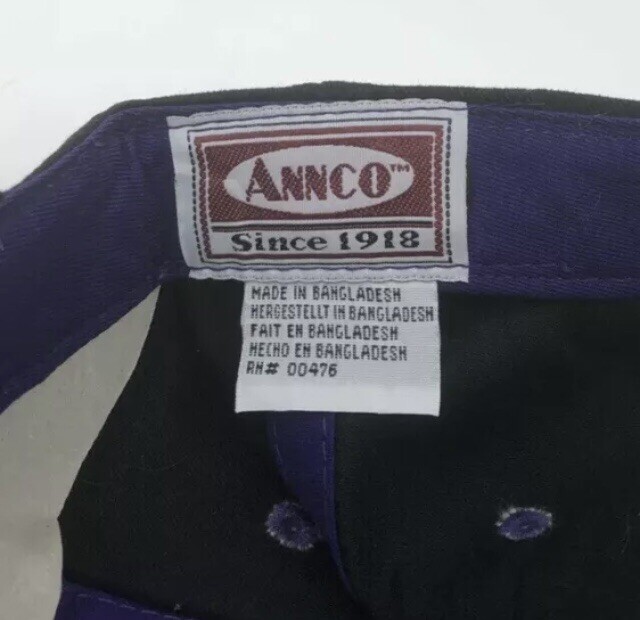 ANNCO™
Since 1918
MADE IN BANGLADESH
HERGESTELLT IN BANGLADESH
FAIT EN BANGLADESH
HECHO EN BANGLADESH
RN# 00476